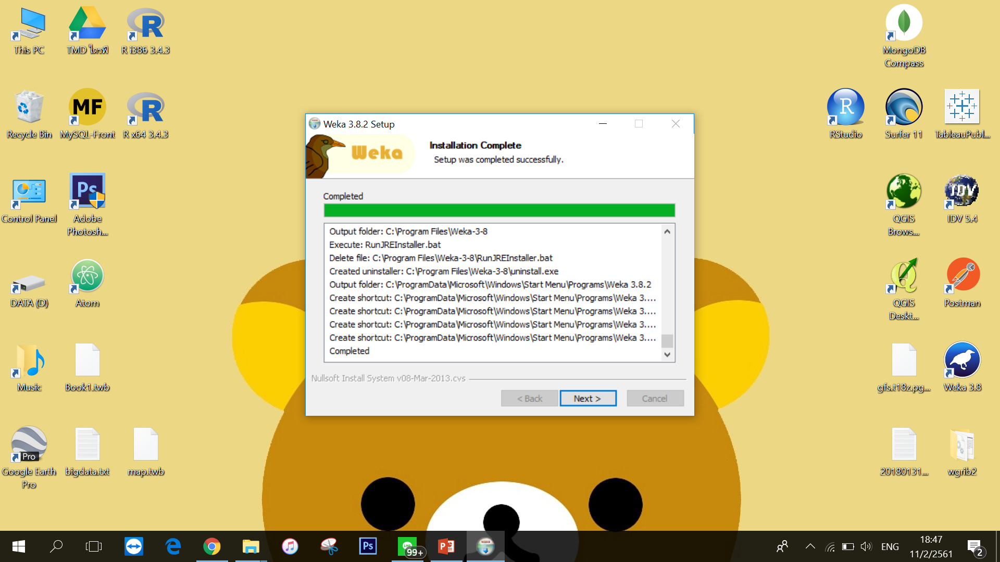 This PC
TMD ไดรฟ์
R i386 3.4.3
MongoDB
Compass
Recycle Bin
MF
MySQL-Front
R x64 3.4.3
R
RStudio
Surfer 11
TableauPubl...
Control Panel
Ps
Adobe
Photosh...
QGIS
Brows...
IDV
IDV 5.4
DATA (D)
Atom
QGIS
Deskt...
Postman
Music
Book1.twb
gfs.t18z.pg...
Weka 3.8
Pro
Google Earth
Pro
bigdata.txt
map.twb
20180131...
wgrib2
Weka 3.8.2 Setup
Weka
Installation Complete
Setup was completed successfully.
Completed
Output folder: C:\Program Files\Weka-3-8
Execute: RunJREInstaller.bat
Delete file: C:\Program Files\Weka-3-8\RunJREInstaller.bat
Created uninstaller: C:\Program Files\Weka-3-8\uninstall.exe
Output folder: C:\ProgramData\Microsoft\Windows\Start Menu\Programs\Weka 3.8.2
Create shortcut: C:\ProgramData\Microsoft\Windows\Start Menu\Programs\Weka 3....
Create shortcut: C:\ProgramData\Microsoft\Windows\Start Menu\Programs\Weka 3....
Create shortcut: C:\ProgramData\Microsoft\Windows\Start Menu\Programs\Weka 3....
Create shortcut: C:\ProgramData\Microsoft\Windows\Start Menu\Programs\Weka 3....
Completed
Nullsoft Install System v08-Mar-2013.cvs
< Back
Next >
Cancel
Ps
LINE
99+
ENG
18:47
11/2/2561
2